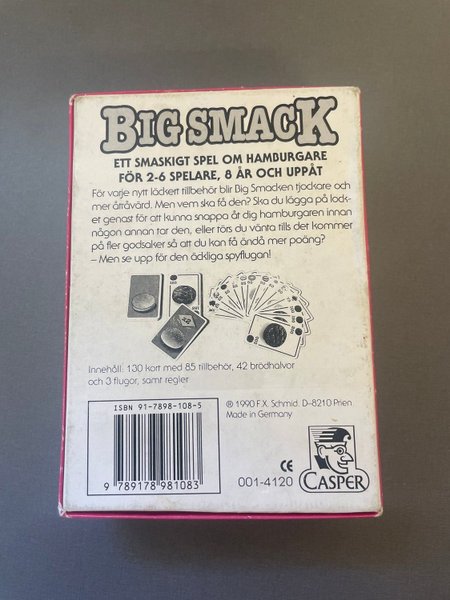 BIG SMACK
ETT SMASKIGT SPEL OM HAMBURGARE
FÖR 2-6 SPELARE, 8 ÅR OCH UPPÅT
För varje nytt läckert tillbehör blir Big Smacken tjockare och
mer åtråvärd. Men vem ska få den? Ska du lägga på lock-
et genast för att kunna snappa åt dig hamburgaren innan
någon annan tar den, eller törs du vänta tills det kommer
på fler godsaker så att du kan få ändå mer poäng?
– Men se upp för den äckliga spyflugan!
Innehåll: 130 kort med 85 tillbehör, 42 brödhalvor
och 3 flugor, samt regler
ISBN 91-7898-108-5
9 789178 981083
® 1990 F.X. Schmid. D-8210 Prien.
Made in Germany
CE
001-4120
CASPER